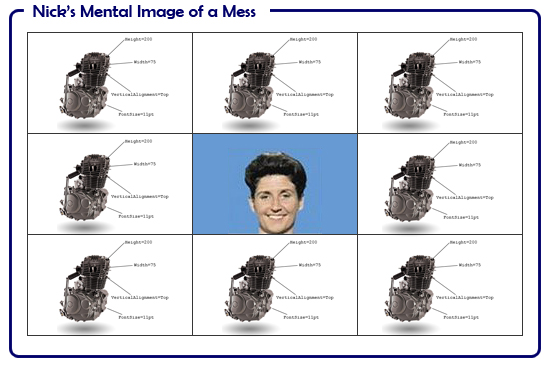 Nick's Mental Image of a Mess
Height=200
Width=75
VerticalAlignment=Top
FontSize=11pt
Height=200
Width=75
VerticalAlignment=Top
FontSize=11pt
Height=200
Width=75
VerticalAlignment=Top
FontSize=11pt
Height=200
Width=75
VerticalAlignment=Top
FontSize=11pt
Height=200
Width=75
VerticalAlignment=Top
FontSize=11pt
Height=200
Width=75
VerticalAlignment=Top
FontSize=11pt
Height=200
Width=75
VerticalAlignment=Top
FontSize=11pt
Height=200
Width=75
VerticalAlignment=Top
FontSize=11pt